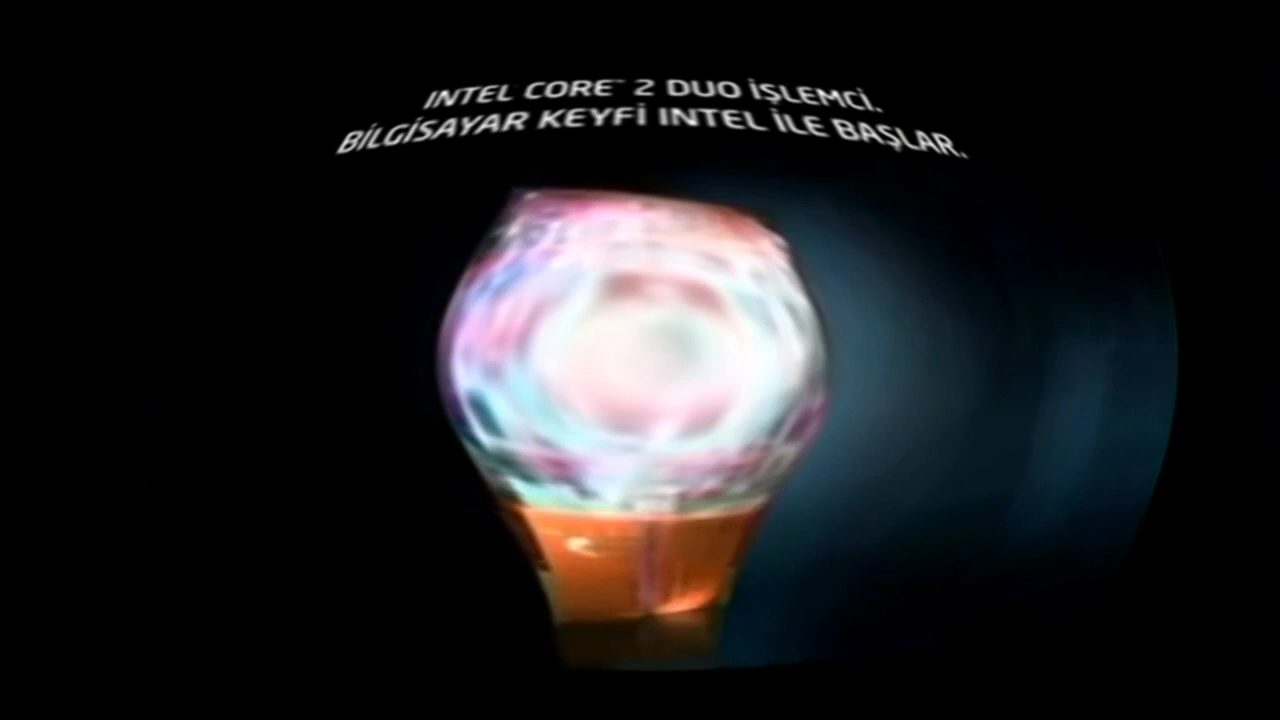 INTEL CORE™ 2 DUO İŞLEMCİ.
BİLGİSAYAR KEYFİ INTEL İLE BAŞLAR.